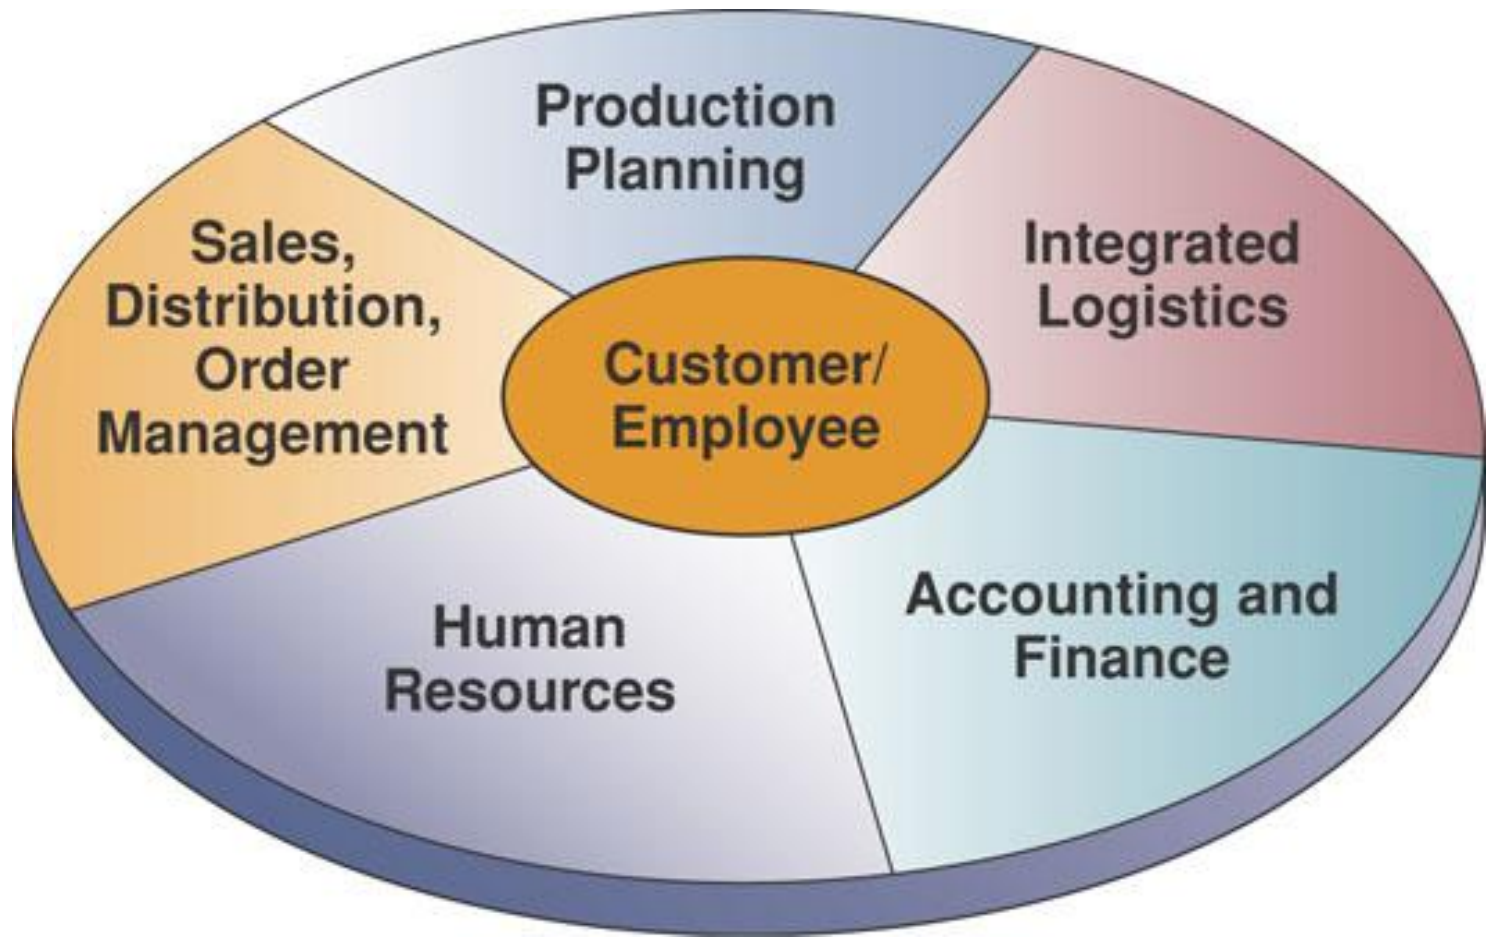 Production
Planning
Integrated
Logistics
Sales,
Distribution,
Order
Management
Customer/
Employee
Accounting and
Finance
Human
Resources